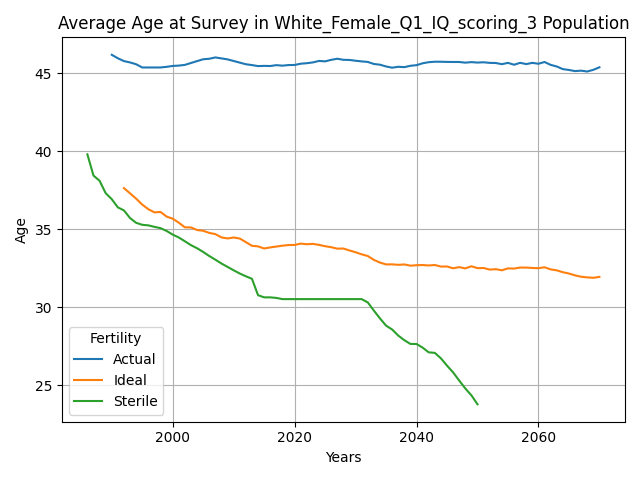 Average Age at Survey in White_Female_Q1_IQ_scoring_3 Population
45
40
35
30
25
Age
Fertility
Actual
Ideal
Sterile
2000 2020 2040 2060
Years